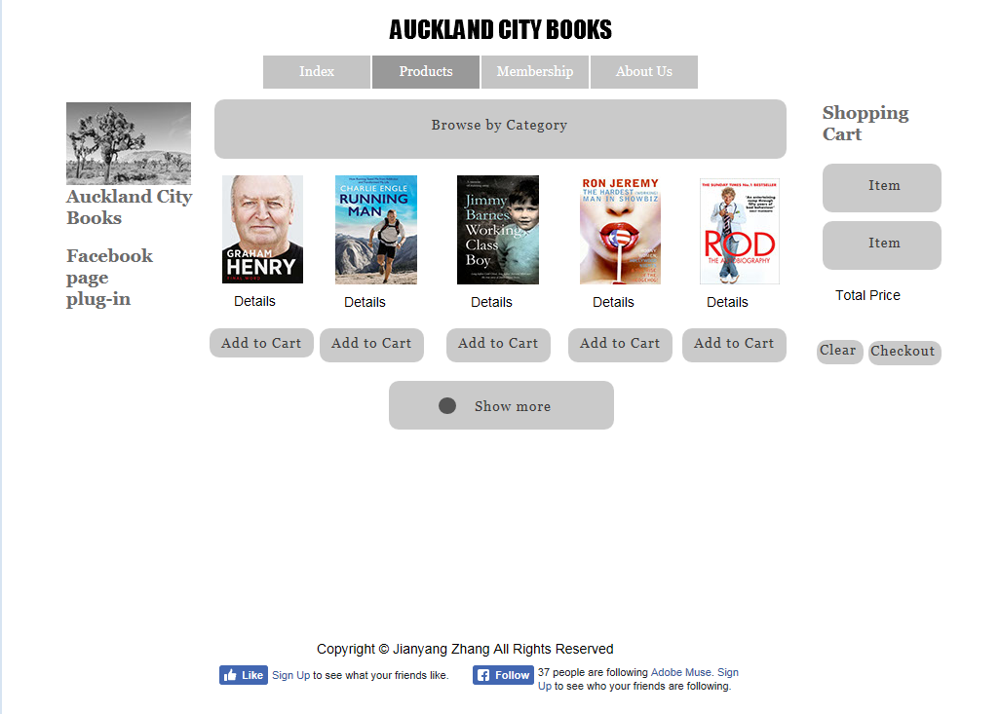 AUCKLAND CITY BOOKS
Index
Products
Membership
About Us
Auckland City
Books
Facebook
page
plug-in
Browse by Category
GRAHAM
HENRY
FINAL WORD
Details
Add to Cart
CHARLIE ENGLE
RUNNING
MAN
Details
Add to Cart
Jimmy
Barnes
Working
Class
Boy
Details
Add to Cart
RON JEREMY
THE HARDEST (WORKING)
MAN IN SHOWBIZ
Details
Add to Cart
THE SUNDAY TIMES No.1 BESTSELLER
ROD
THE AUTOBIOGRAPHY
Details
Add to Cart
Show more
Shopping
Cart
Item
Item
Total Price
Clear
Checkout
Copyright © Jianyang Zhang All Rights Reserved
Like
Sign Up to see what your friends like.
Follow
37 people are following Adobe Muse. Sign
Up to see who your friends are following.